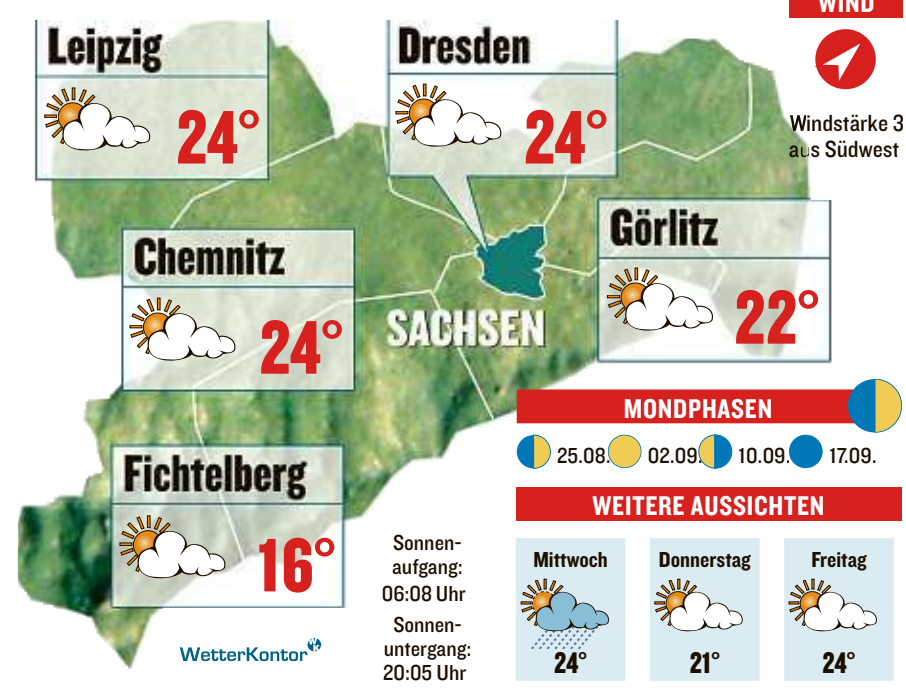 WIND
Windstärke 3
aus Südwest
Leipzig
24°
Dresden
24°
Görlitz
22°
Chemnitz
24°
SACHSEN
Fichtelberg
16°
MONDPHASEN
25.08. 02.09. 10.09. 17.09.
WEITERE AUSSICHTEN
Mittwoch
24°
Donnerstag
21°
Freitag
24°
Sonnen-
aufgang:
06:08 Uhr
Sonnen-
untergang:
20:05 Uhr
WetterKontor